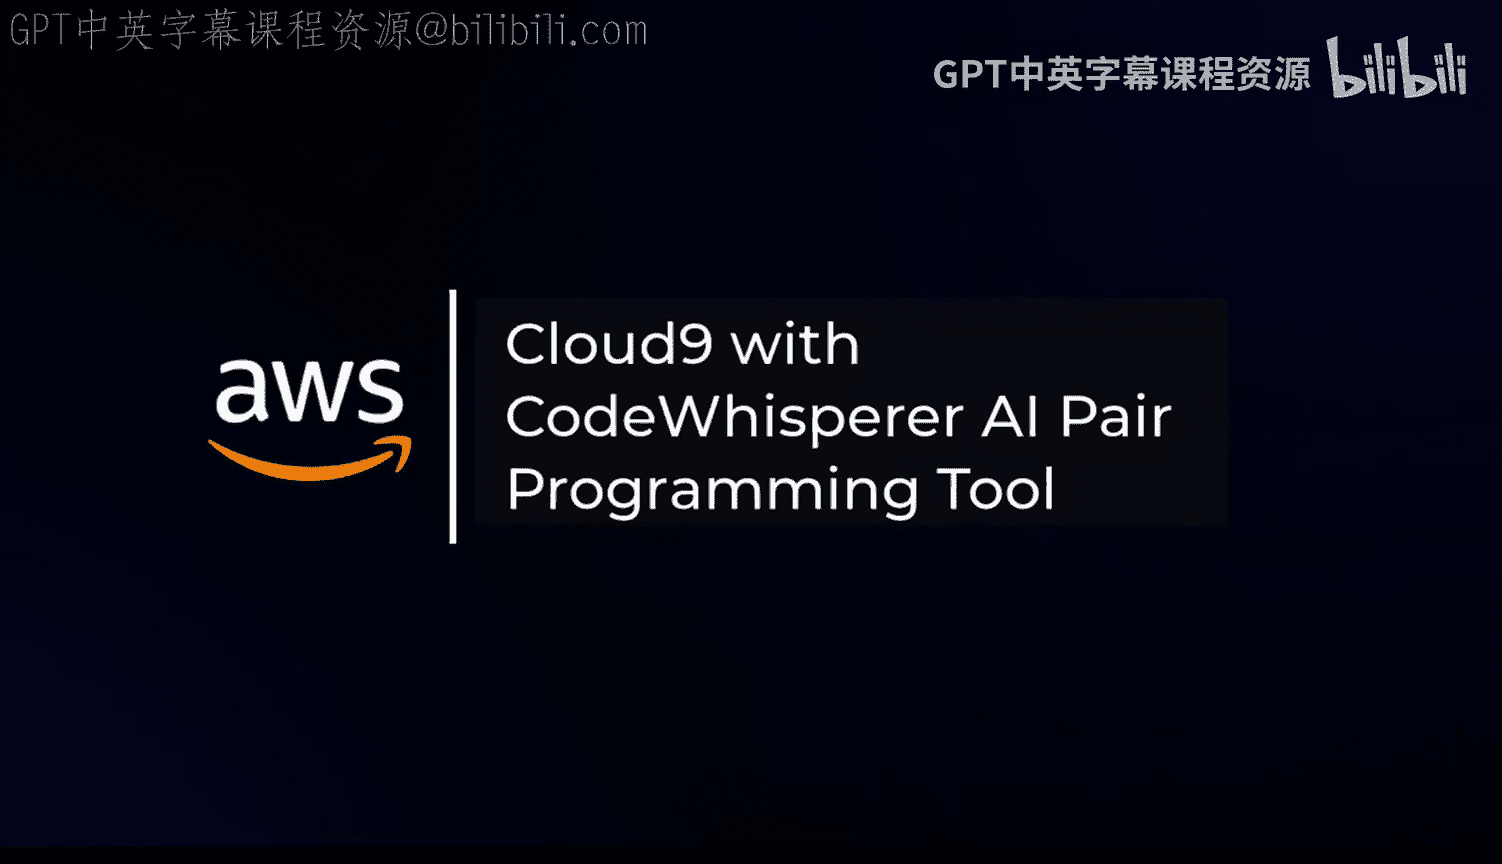 GPT中英字幕课程资源@bilibili.com
GPT中英字幕课程资源 bilibili
aws
Cloud9 with
CodeWhisperer AI Pair
Programming Tool